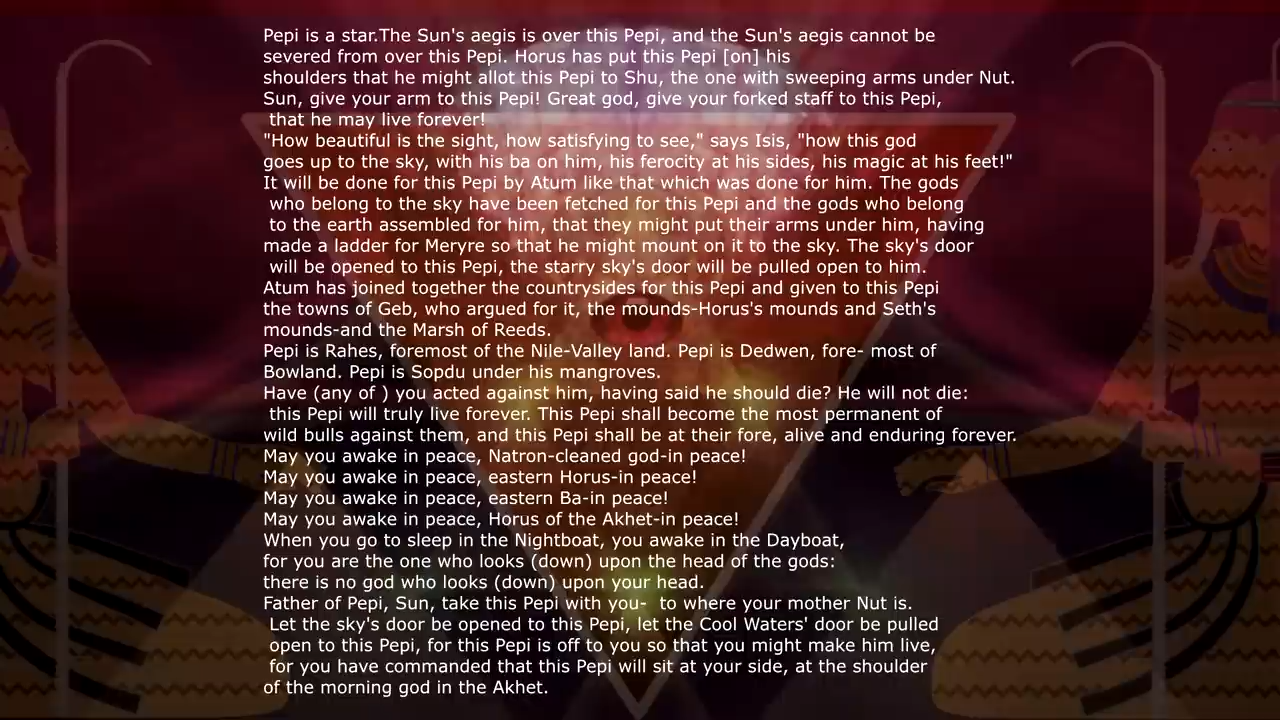 Pepi is a star.The Sun's aegis is over this Pepi, and the Sun's aegis cannot be
severed from over this Pepi. Horus has put this Pepi [on] his
shoulders that he might allot this Pepi to Shu, the one with sweeping arms under Nut.
Sun, give your arm to this Pepi! Great god, give your forked staff to this Pepi,
that he may live forever!
"How beautiful is the sight, how satisfying to see," says Isis, "how this god
goes up to the sky, with his ba on him, his ferocity at his sides, his magic at his feet!"
It will be done for this Pepi by Atum like that which was done for him. The gods
who belong to the sky have been fetched for this Pepi and the gods who belong
to the earth assembled for him, that they might put their arms under him, having
made a ladder for Meryre so that he might mount on it to the sky. The sky's door
will be opened to this Pepi, the starry sky's door will be pulled open to him.
Atum has joined together the countrysides for this Pepi and given to this Pepi
the towns of Geb, who argued for it, the mounds-Horus's mounds and Seth's
mounds-and the Marsh of Reeds.
Pepi is Rahes, foremost of the Nile-Valley land. Pepi is Dedwen, fore- most of
Bowland. Pepi is Sopdu under his mangroves.
Have (any of ) you acted against him, having said he should die? He will not die:
this Pepi will truly live forever. This Pepi shall become the most permanent of
wild bulls against them, and this Pepi shall be at their fore, alive and enduring forever.
May you awake in peace, Natron-cleaned god-in peace!
May you awake in peace, eastern Horus-in peace!
May you awake in peace, eastern Ba-in peace!
May you awake in peace, Horus of the Akhet-in peace!
When you go to sleep in the Nightboat, you awake in the Dayboat,
for you are the one who looks (down) upon the head of the gods:
there is no god who looks (down) upon your head.
Father of Pepi, Sun, take this Pepi with you-  to where your mother Nut is.
Let the sky's door be opened to this Pepi, let the Cool Waters' door be pulled
open to this Pepi, for this Pepi is off to you so that you might make him live,
for you have commanded that this Pepi will sit at your side, at the shoulder
of the morning god in the Akhet.